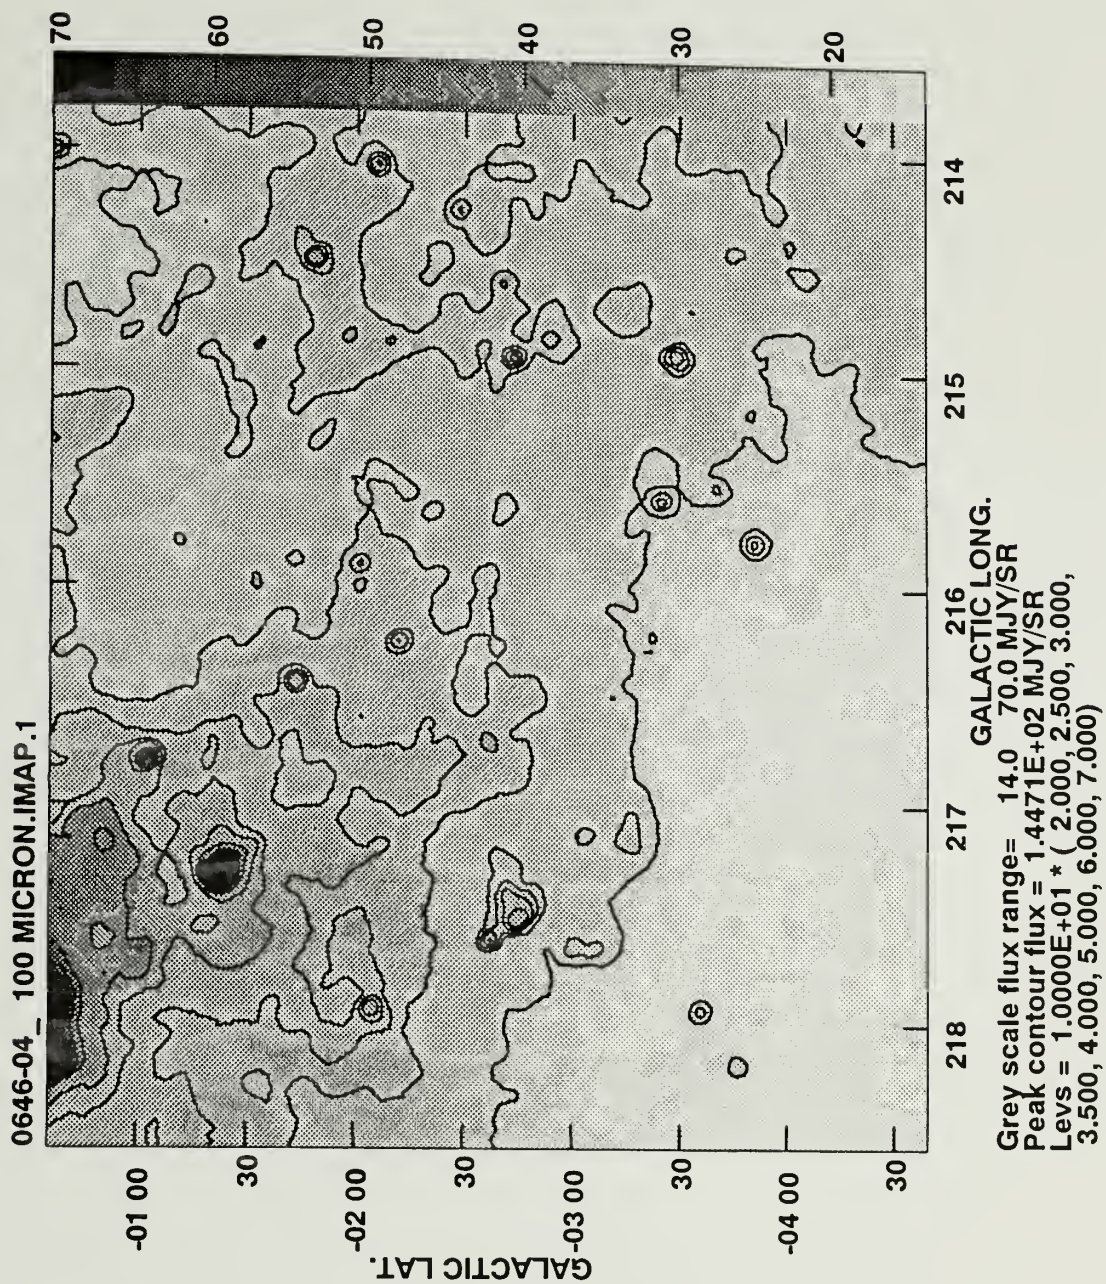 0646-04_ 100 MICRON.IMAP.1
70
60
50
40
30
20
-01 00
30
-02 00
30
-03 00
30
-04 00
30
GALACTIC LAT.
218
217
216
215
214
GALACTIC LONG.
Grey scale flux range= 14.0 70.0 MJY/SR
Peak contour flux = 1.4471E+02 MJY/SR
Levs = 1.0000E+01 * ( 2.000, 2.500, 3.000,
3.500, 4.000, 5.000, 6.000, 7.000)